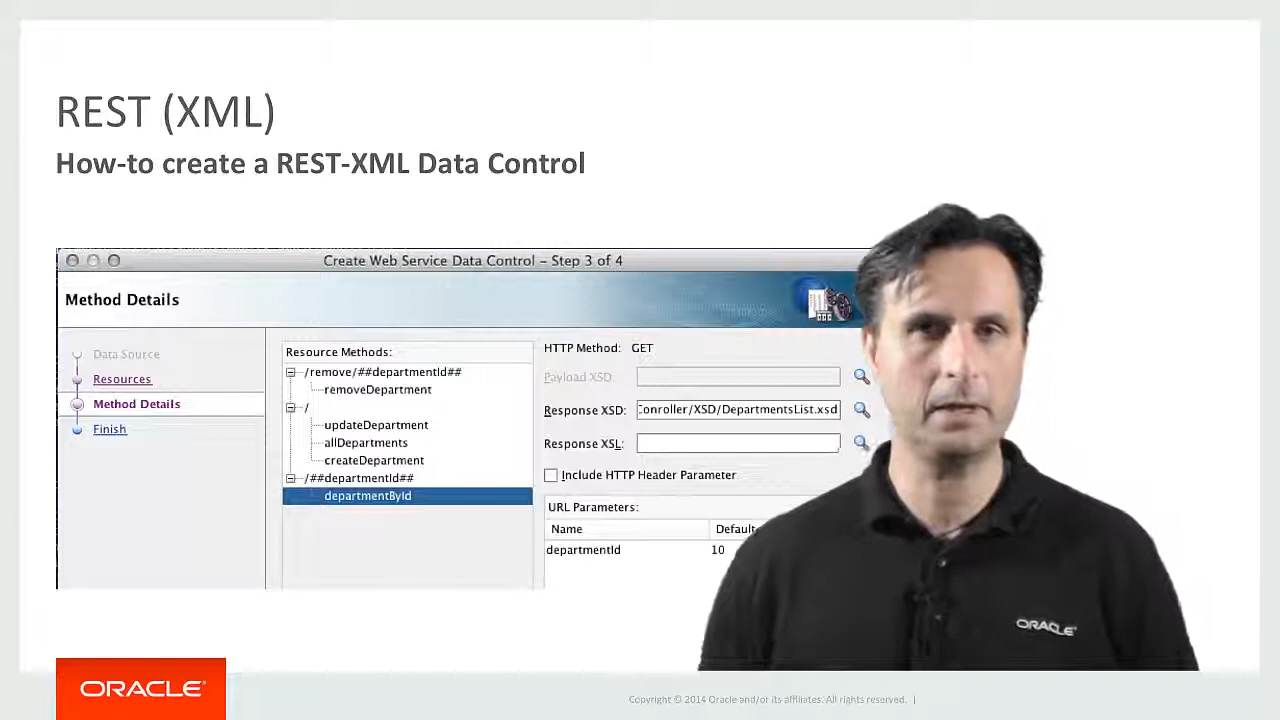 REST (XML)
How-to create a REST-XML Data Control
Create Web Service Data Control – Step 3 of 4
Method Details
Data Source
Resources
Method Details
Finish
Resource Methods:
/remove/##departmentId##
removeDepartment
/
updateDepartment
allDepartments
createDepartment
/##departmentId##
departmentById
HTTP Method: GET
Payload XSD:
Response XSD: Conroller/XSD/DepartmentsList.xsd
Response XSL:
Include HTTP Header Parameter
URL Parameters:
Name Default
departmentId 10
ORACLE
ORACLE
Copyright © 2014 Oracle and/or its affiliates. All rights reserved. |